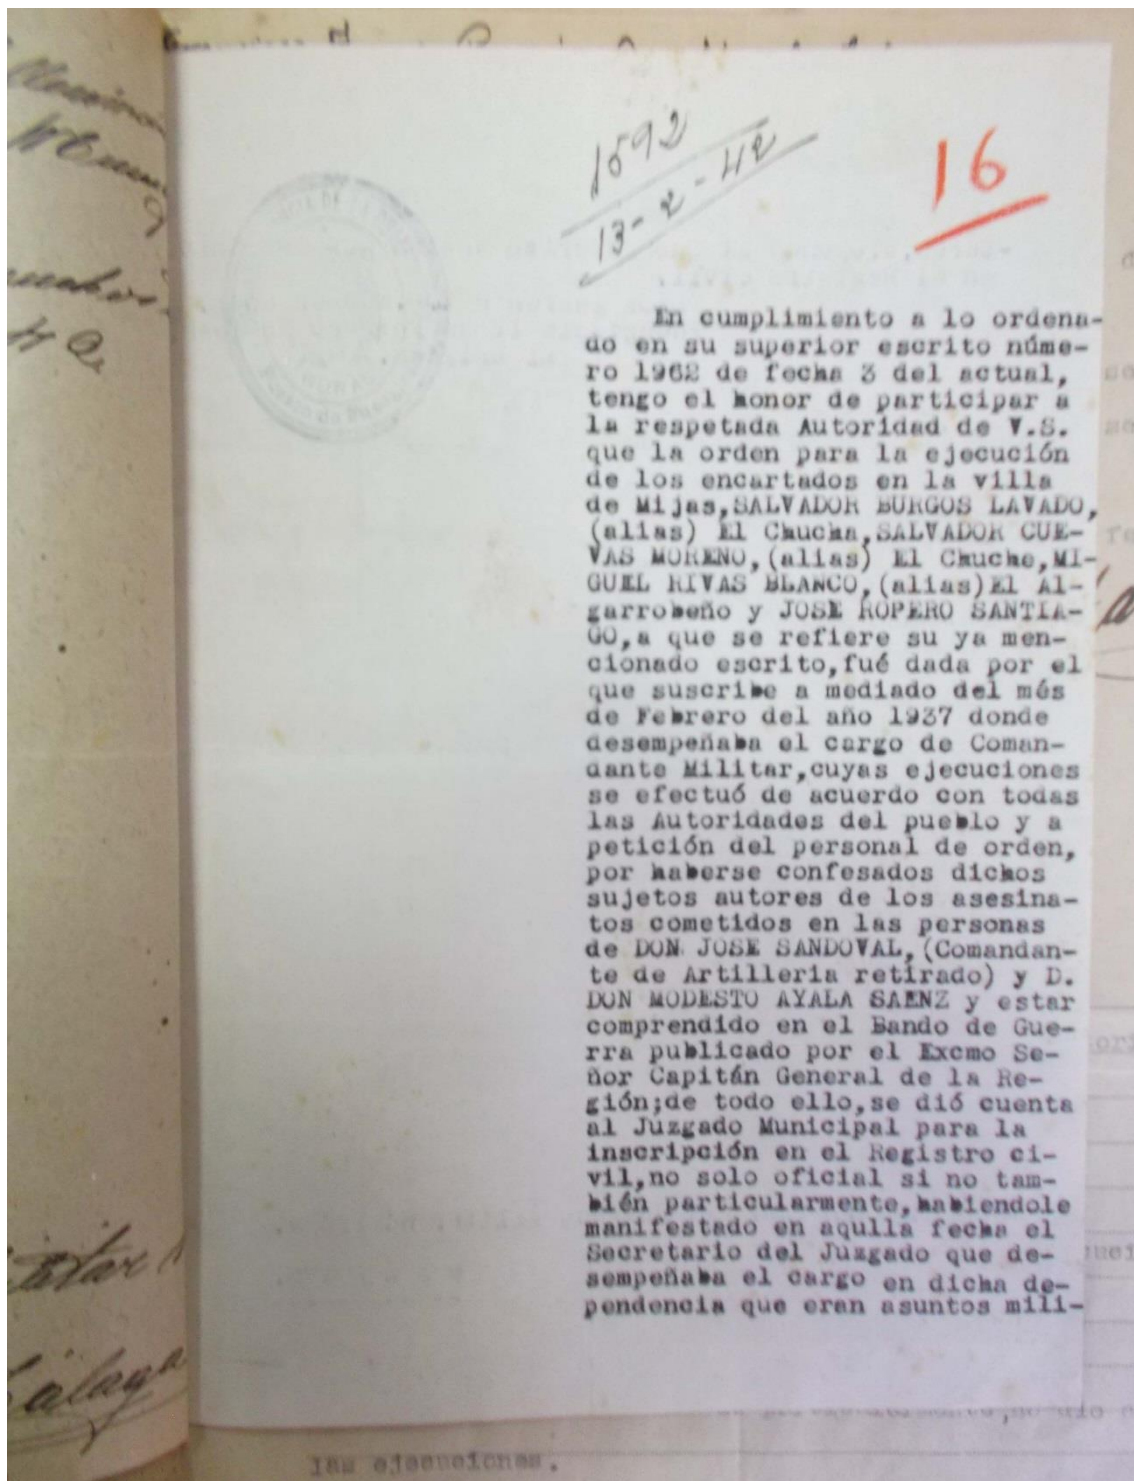 1592
13-2-42
16
En cumplimiento a lo ordena-
do en su superior escrito núme-
ro 1962 de fecha 3 del actual,
tengo el honor de participar a
la respetada Autoridad de V.S.
que la orden para la ejecución
de los encartados en la villa
de Mijas,SALVADOR BURGOS LAVADO,
(alias) El Chucha,SALVADOR CUE-
VAS MORENO,(alias) El Chuche,MI-
GUEL RIVAS BLANCO,(alias)El Al-
garrobeño y JOSE ROPERO SANTIA-
GO,a que se refiere su ya men-
cionado escrito,fué dada por el
que suscribe a mediado del més
de Febrero del año 1937 donde
desempeñaba el cargo de Coman-
dante Militar,cuyas ejecuciones
se efectuó de acuerdo con todas
las Autoridades del pueblo y a
petición del personal de orden,
por haberse confesados dichos
sujetos autores de los asesina-
tos cometidos en las personas
de DON JOSE SANDOVAL,(Comandan-
te de Artilleria retirado) y D.
DON MODESTO AYALA SAENZ y estar
comprendido en el Bando de Gue-
rra publicado por el Excmo Se-
ñor Capitán General de la Re-
gión;de todo ello,se dió cuenta
al Juzgado Municipal para la
inscripción en el Registro ci-
vil,no solo oficial si no tam-
bién particularmente,habiendole
manifestado en aqulla fecha el
Secretario del Juzgado que de-
sempeñaba el cargo en dicha de-
pendencia que eran asuntos mili-
las ejecuciones.